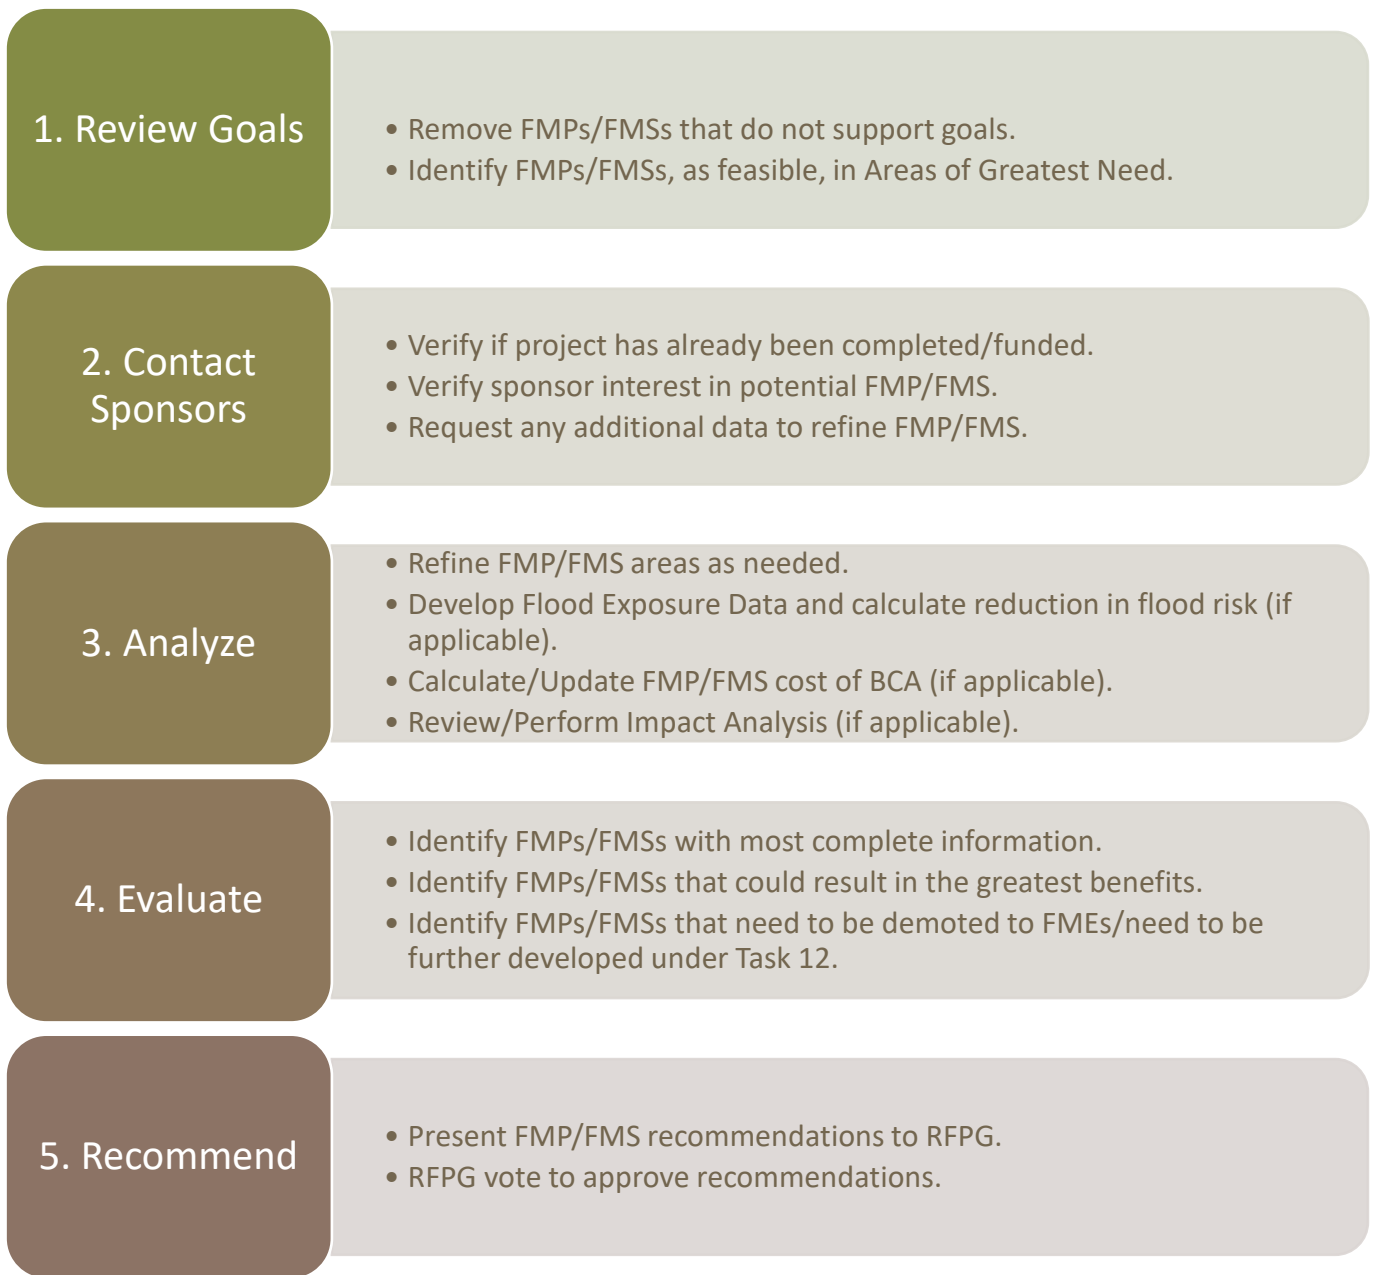 1. Review Goals
• Remove FMPs/FMSs that do not support goals.
• Identify FMPs/FMSs, as feasible, in Areas of Greatest Need.
2. Contact
Sponsors
• Verify if project has already been completed/funded.
• Verify sponsor interest in potential FMP/FMS.
• Request any additional data to refine FMP/FMS.
3. Analyze
• Refine FMP/FMS areas as needed.
• Develop Flood Exposure Data and calculate reduction in flood risk (if
applicable).
• Calculate/Update FMP/FMS cost of BCA (if applicable).
• Review/Perform Impact Analysis (if applicable).
4. Evaluate
• Identify FMPs/FMSs with most complete information.
• Identify FMPs/FMSs that could result in the greatest benefits.
• Identify FMPs/FMSs that need to be demoted to FMEs/need to be
further developed under Task 12.
5. Recommend
• Present FMP/FMS recommendations to RFPG.
• RFPG vote to approve recommendations.